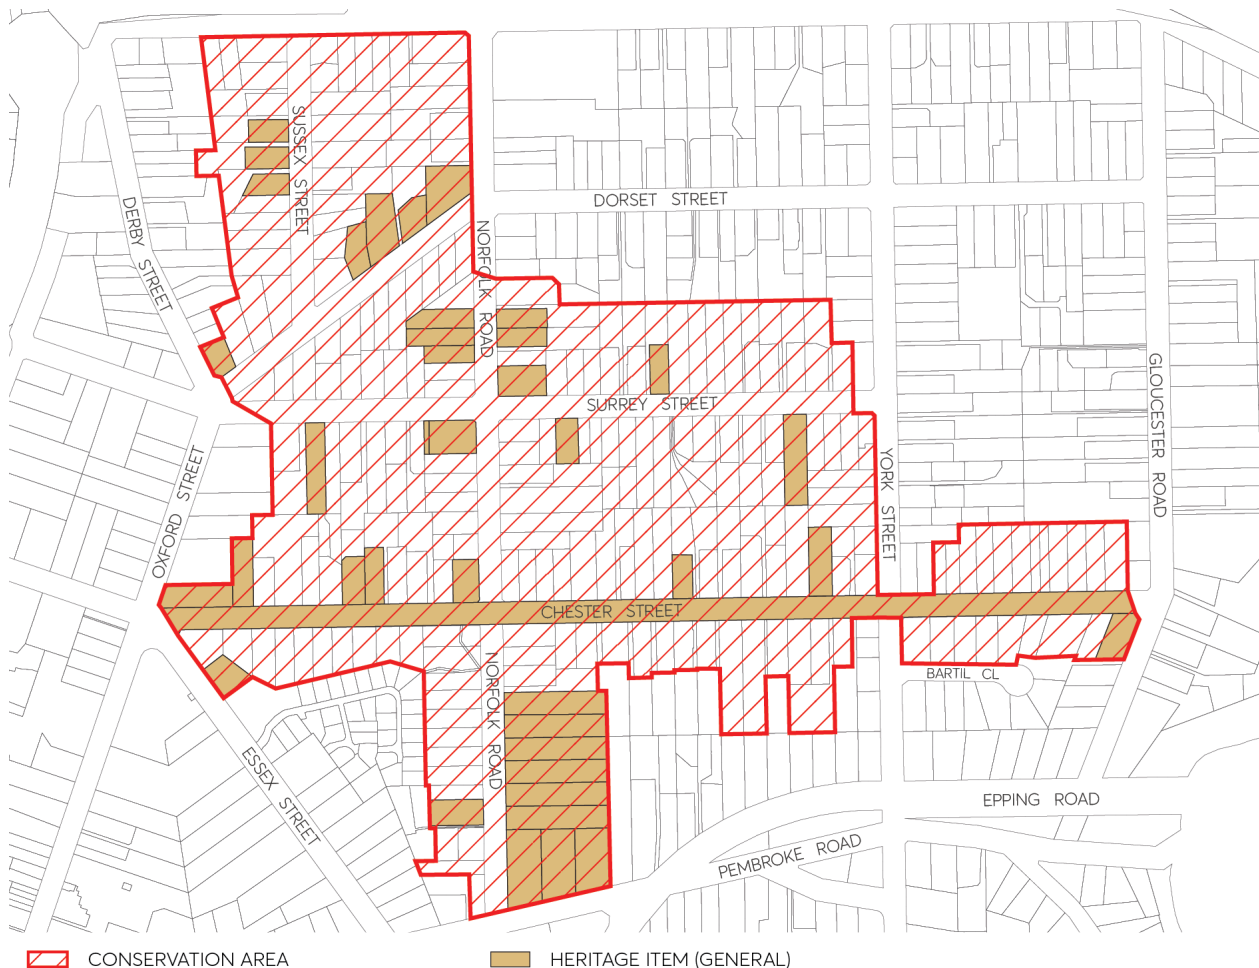 SUSSEX STREET
DORSET STREET
DERBY STREET
NORFOLK ROAD
GLOUCESTER ROAD
SURREY STREET
OXFORD STREET
YORK STREET
CHESTER STREET
NORFOLK ROAD
BARTIL CL
ESSEX STREET
EPPING ROAD
PEMBROKE ROAD
CONSERVATION AREA
HERITAGE ITEM (GENERAL)